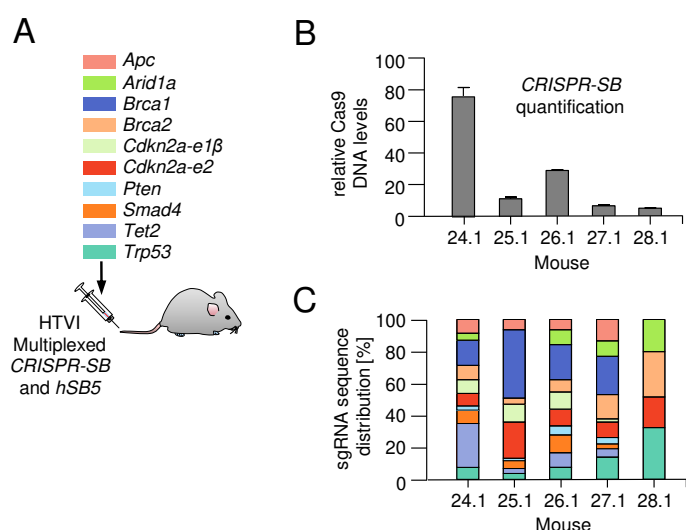 A
Apc
Arid1a
Brca1
Brca2
Cdkn2a-e1β
Cdkn2a-e2
Pten
Smad4
Tet2
Trp53
HTVI
Multiplexed
CRISPR-SB
and hSB5
B
relative Cas9
DNA levels
100
80
60
40
20
0
CRISPR-SB
quantification
24.1 25.1 26.1 27.1 28.1
Mouse
C
sgRNA sequence
distribution [%]
100
80
60
40
20
0
24.1 25.1 26.1 27.1 28.1
Mouse